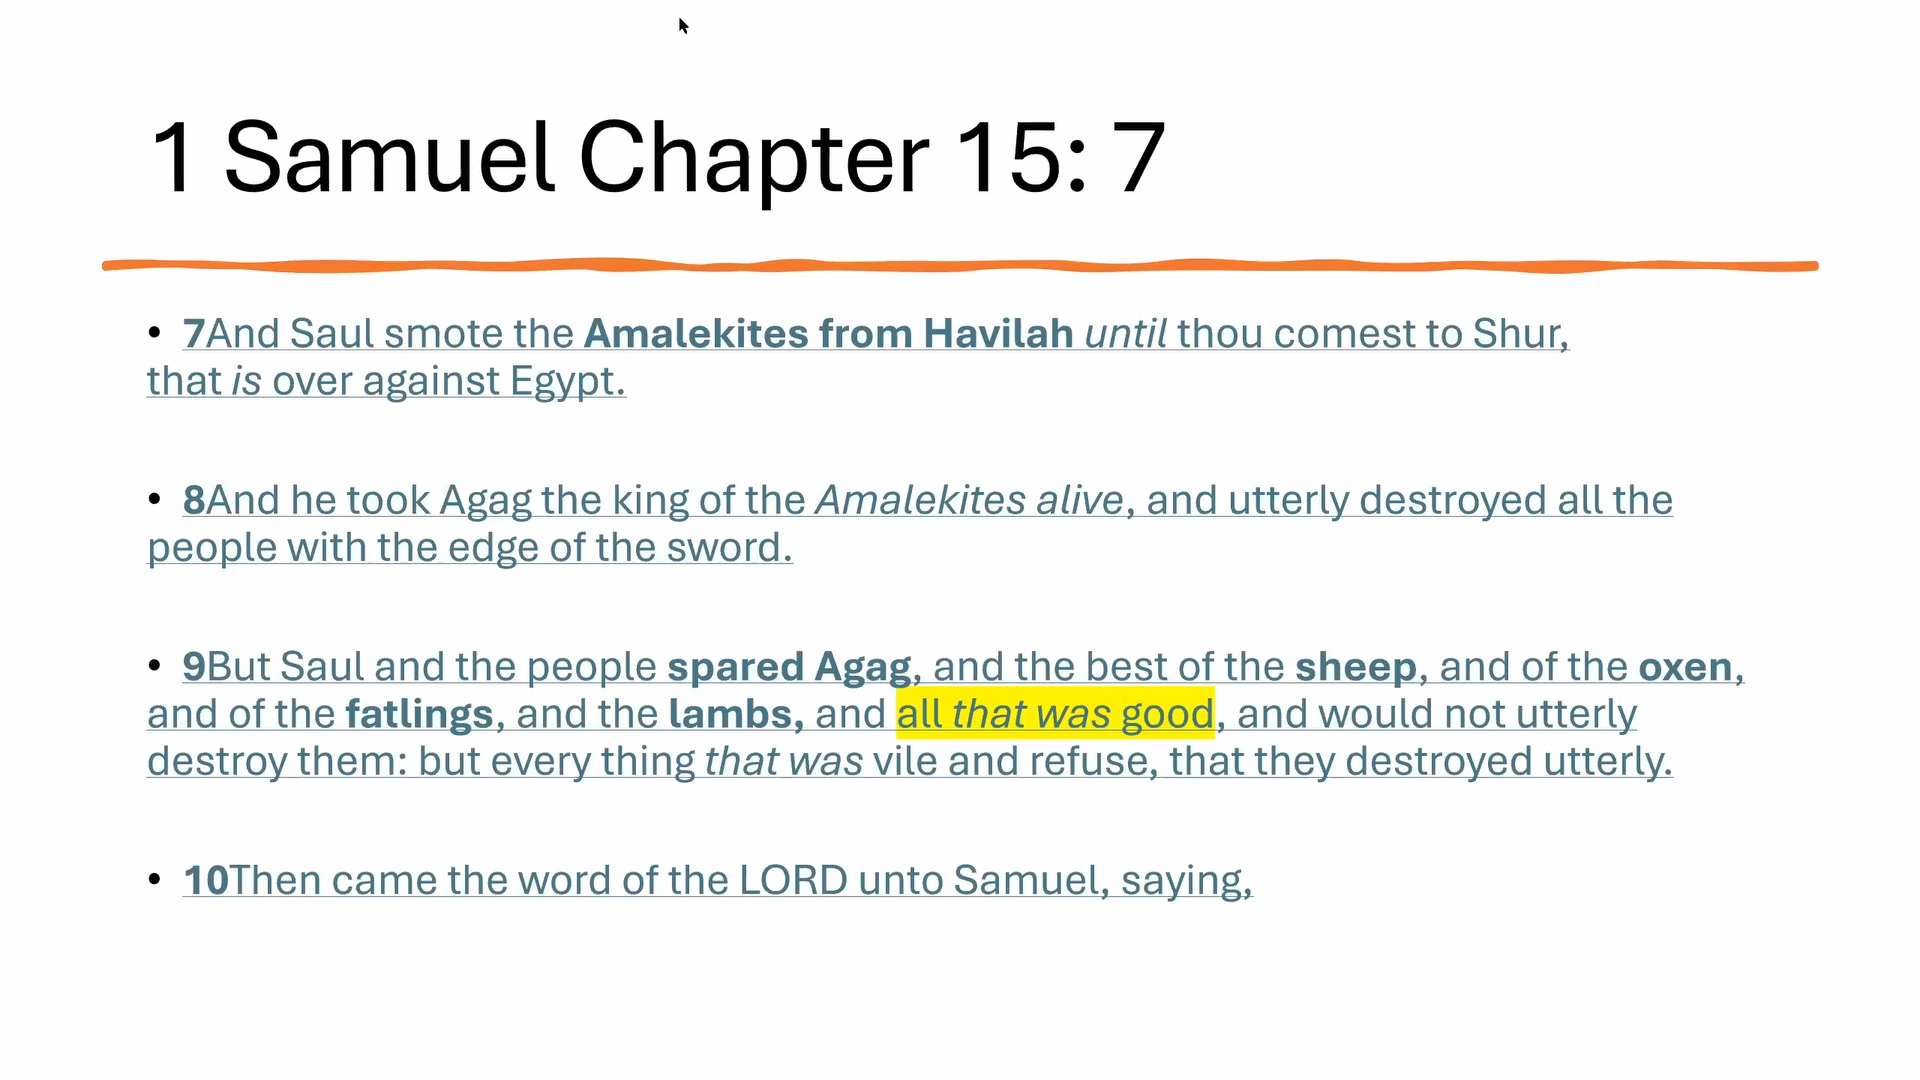 1 Samuel Chapter 15: 7
• 7And Saul smote the Amalekites from Havilah until thou comest to Shur,
that is over against Egypt.
• 8And he took Agag the king of the Amalekites alive, and utterly destroyed all the
people with the edge of the sword.
• 9But Saul and the people spared Agag, and the best of the sheep, and of the oxen,
and of the fatlings, and the lambs, and all that was good, and would not utterly
destroy them: but every thing that was vile and refuse, that they destroyed utterly.
• 10Then came the word of the LORD unto Samuel, saying,